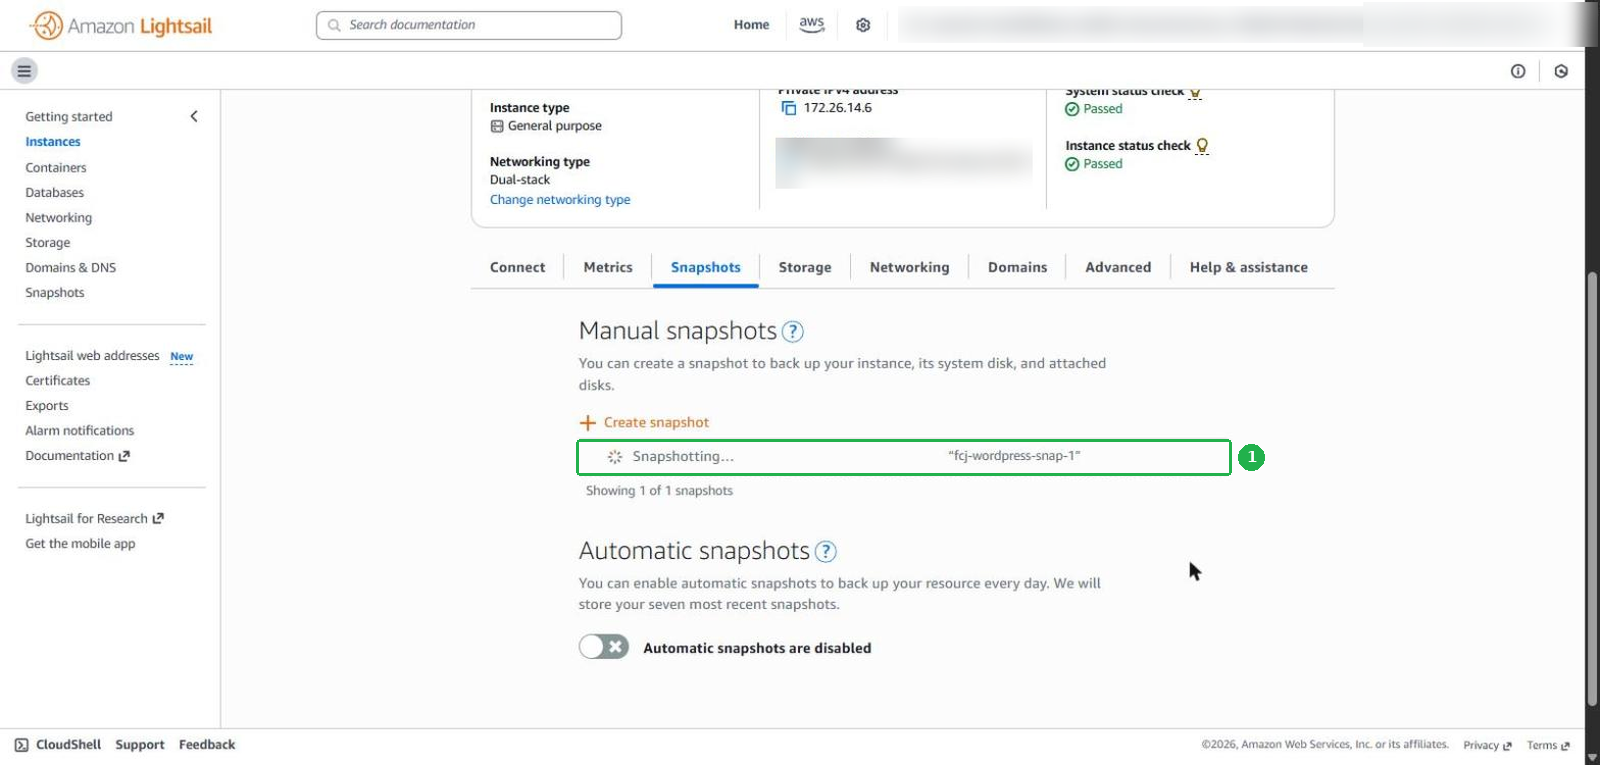 Amazon Lightsail
Search documentation
Home
aws
Getting started
Instances
Containers
Databases
Networking
Storage
Domains & DNS
Snapshots
Lightsail web addresses New
Certificates
Exports
Alarm notifications
Documentation
Lightsail for Research
Get the mobile app
Instance type
General purpose
Networking type
Dual-stack
Change networking type
Private IPv4 address
172.26.14.6
System status check
Passed
Instance status check
Passed
Connect Metrics Snapshots Storage Networking Domains Advanced Help & assistance
Manual snapshots ?
You can create a snapshot to back up your instance, its system disk, and attached
disks.
+ Create snapshot
Snapshotting... “fcj-wordpress-snap-1” 1
Showing 1 of 1 snapshots
Automatic snapshots ?
You can enable automatic snapshots to back up your resource every day. We will
store your seven most recent snapshots.
Automatic snapshots are disabled
CloudShell Support Feedback
©2026, Amazon Web Services, Inc. or its affiliates. Privacy Terms